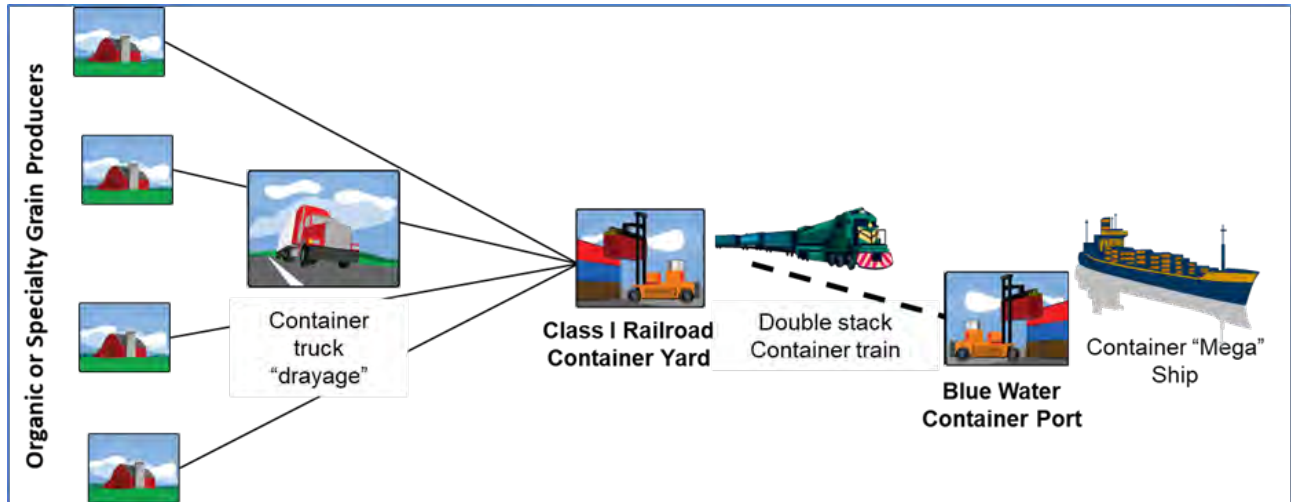 Organic or Specialty Grain Producers
Container
truck
“drayage”
Class I Railroad
Container Yard
Double stack
Container train
Blue Water
Container Port
Container “Mega”
Ship